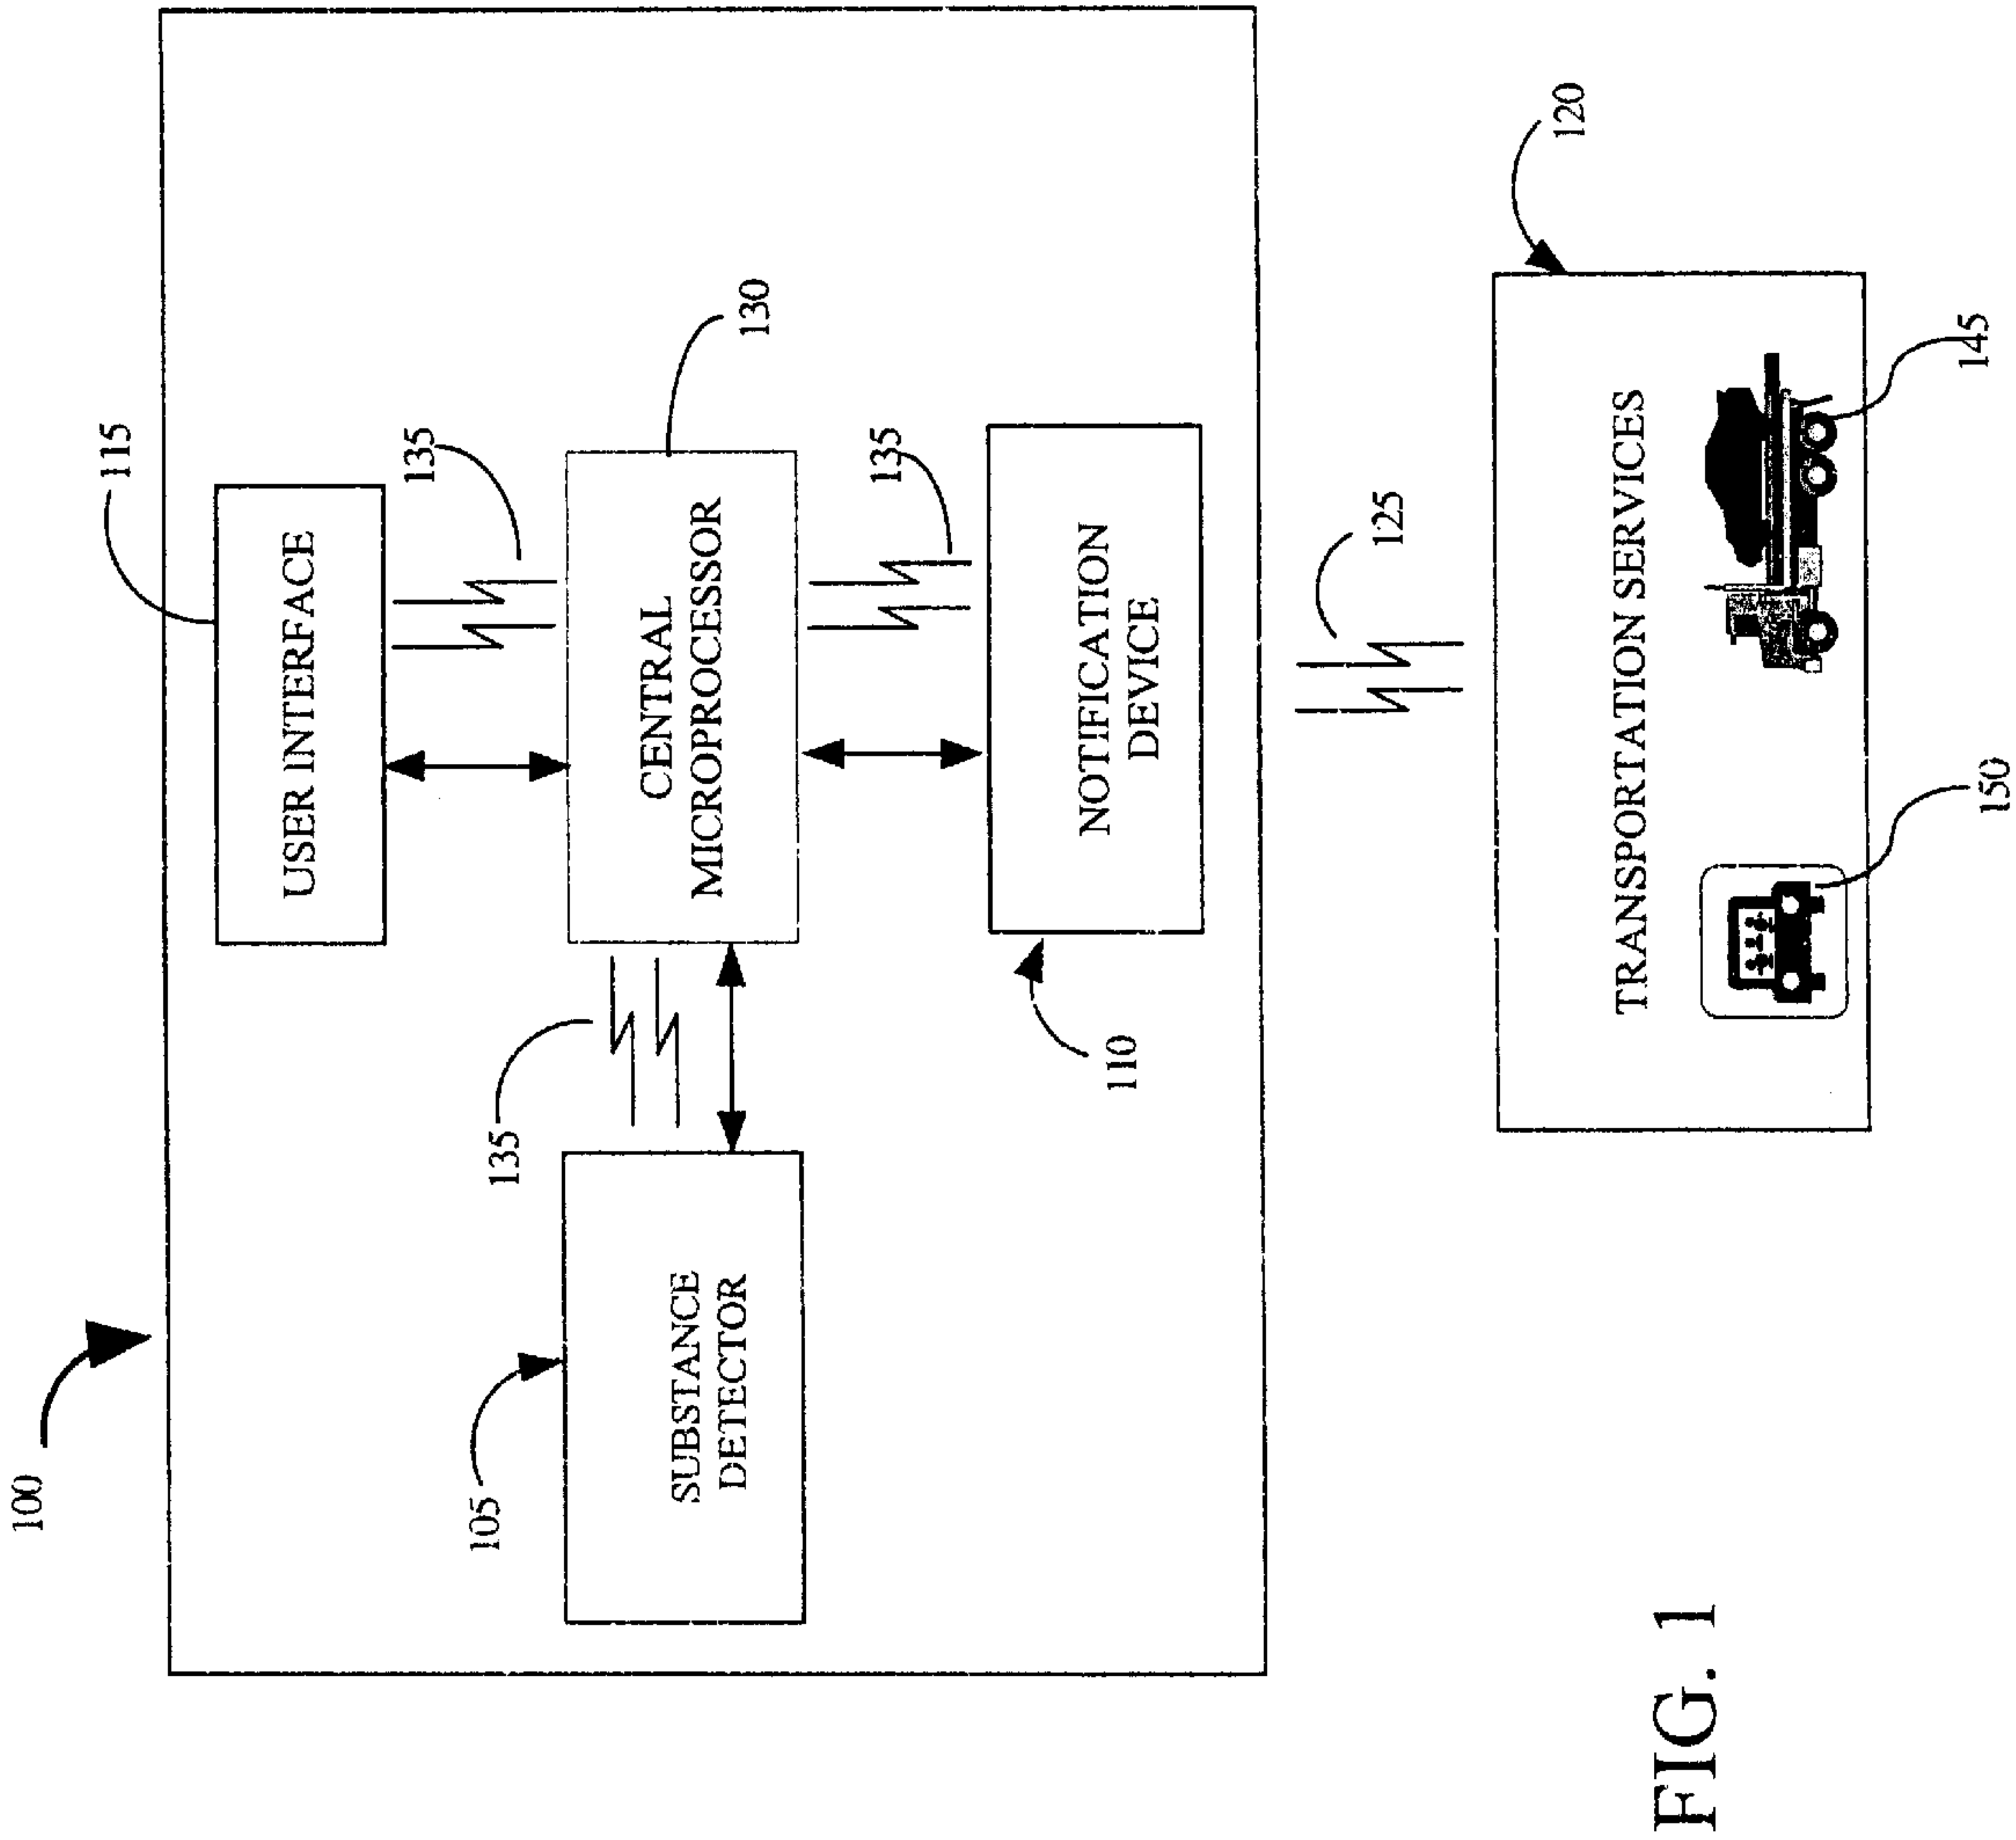 100
115
USER INTERFACE
135
130
CENTRAL
MICROPROCESSOR
135
105
SUBSTANCE
DETECTOR
135
110
NOTIFICATION
DEVICE
125
120
TRANSPORTATION SERVICES
150
145
FIG. 1